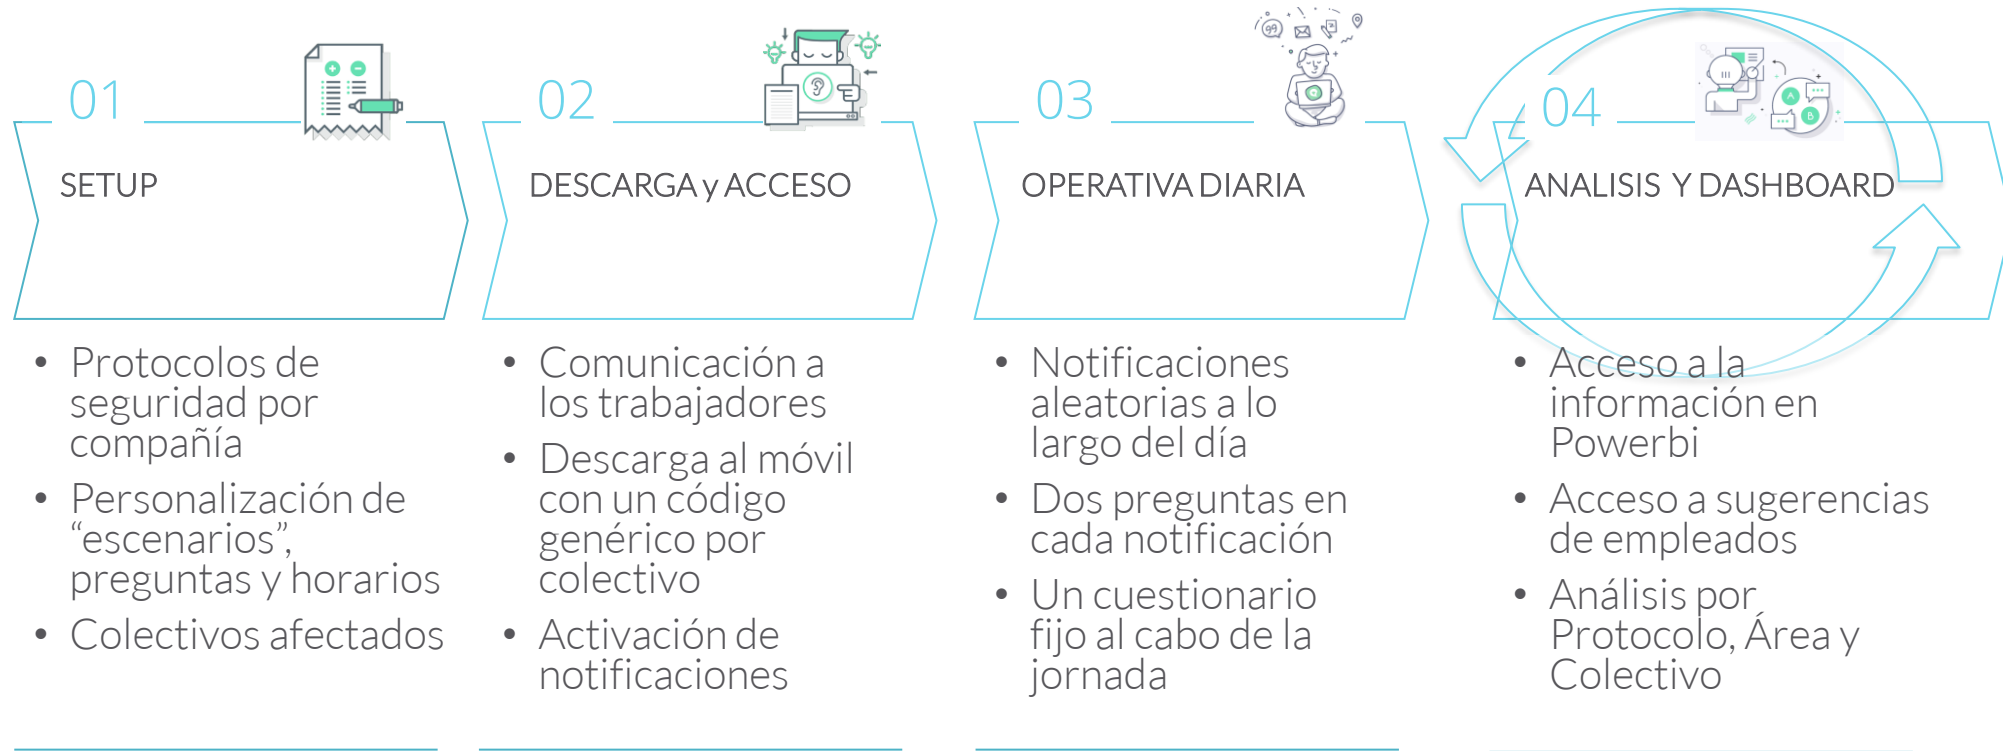 01
SETUP
• Protocolos de
seguridad por
compañía
• Personalización de
“escenarios”,
preguntas y horarios
• Colectivos afectados
02
DESCARGA y ACCESO
• Comunicación a
los trabajadores
• Descarga al móvil
con un código
genérico por
colectivo
• Activación de
notificaciones
03
OPERATIVA DIARIA
• Notificaciones
aleatorias a lo
largo del día
• Dos preguntas en
cada notificación
• Un cuestionario
fijo al cabo de la
jornada
04
A
B
ANALISIS Y DASHBOARD
• Acceso a la
información en
Powerbi
• Acceso a sugerencias
de empleados
• Análisis por
Protocolo, Área y
Colectivo